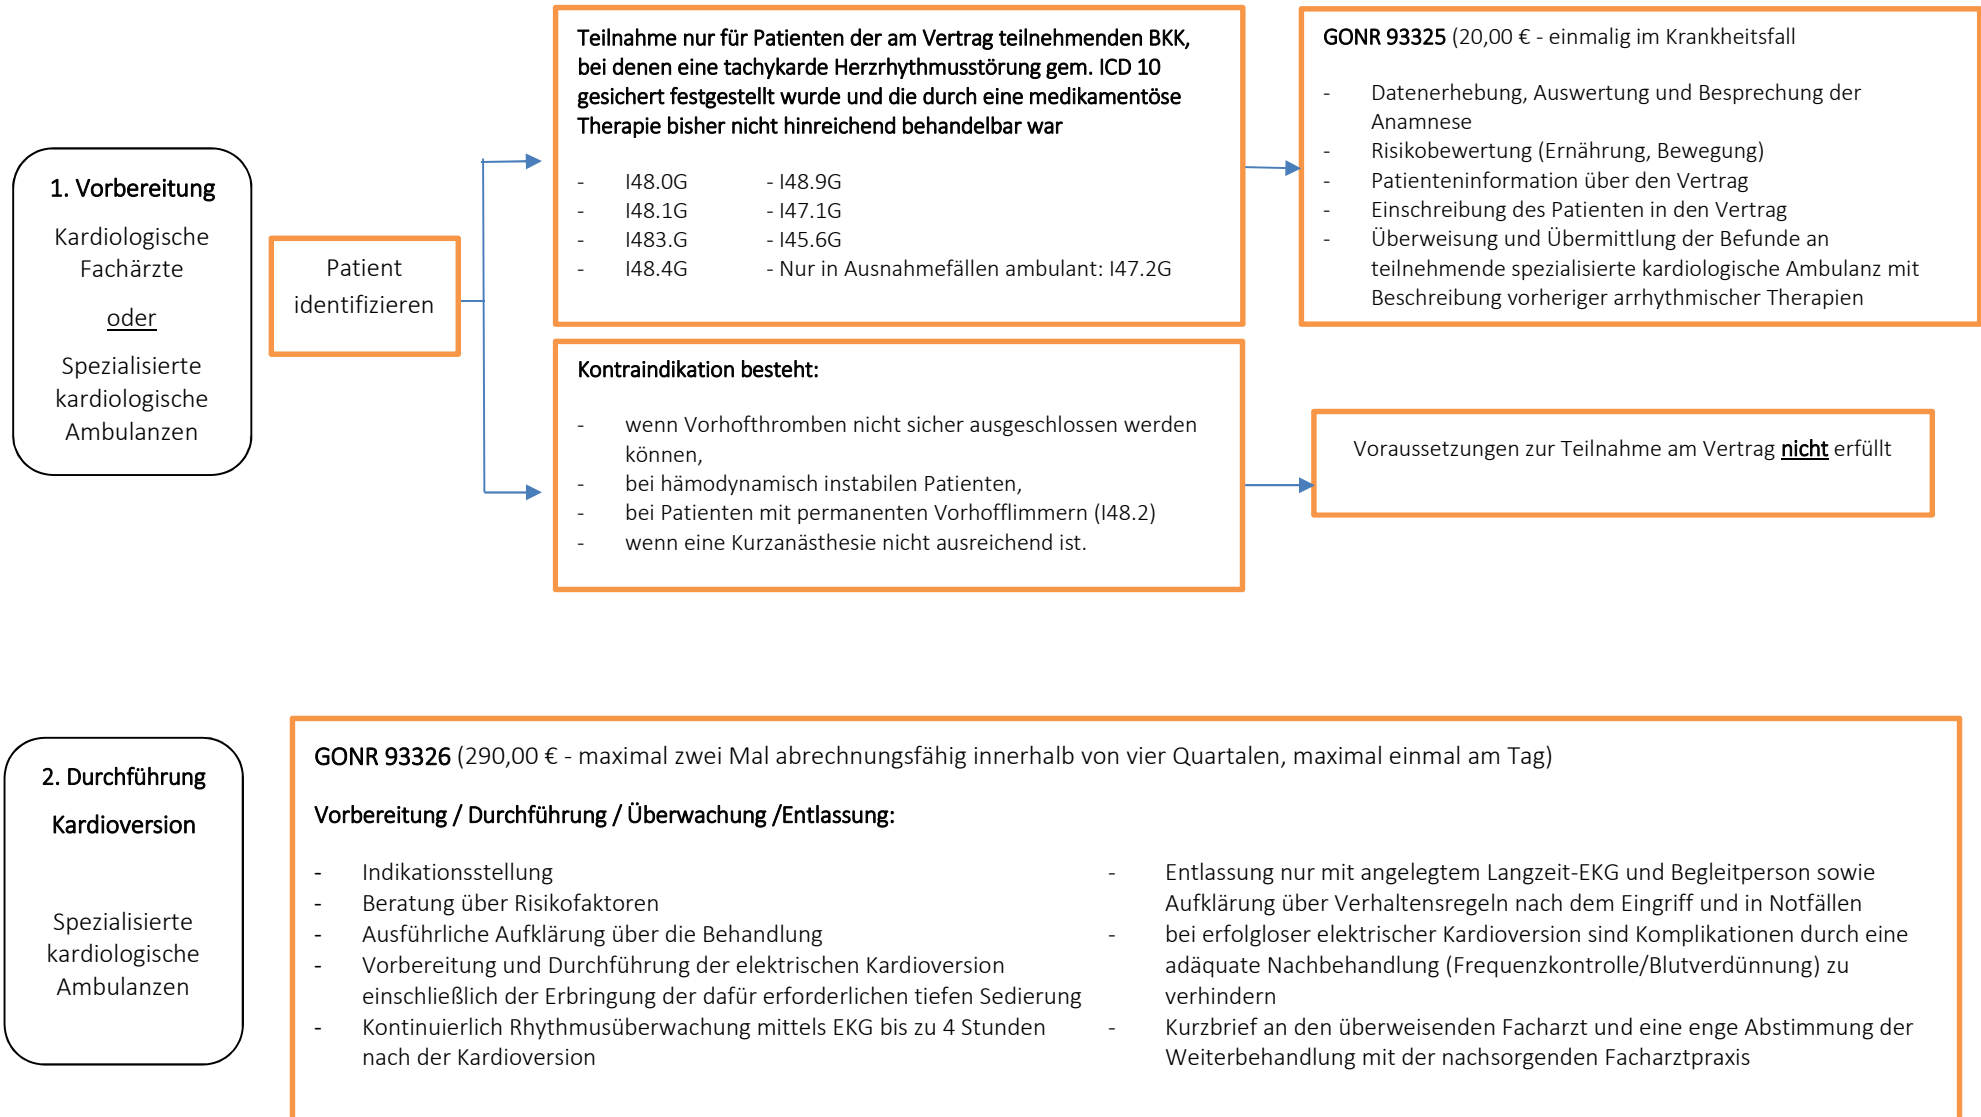 1. Vorbereitung
Kardiologische
Fachärzte
oder
Spezialisierte
kardiologische
Ambulanzen
Patient
identifizieren
Teilnahme nur für Patienten der am Vertrag teilnehmenden BKK,
bei denen eine tachykarde Herzrhythmusstörung gem. ICD 10
gesichert festgestellt wurde und die durch eine medikamentöse
Therapie bisher nicht hinreichend behandelbar war
- I48.0G - I48.9G
- I48.1G - I47.1G
- I483.G - I45.6G
- I48.4G - Nur in Ausnahmefällen ambulant: I47.2G
GONR 93325 (20,00 € - einmalig im Krankheitsfall
- Datenerhebung, Auswertung und Besprechung der
Anamnese
- Risikobewertung (Ernährung, Bewegung)
- Patienteninformation über den Vertrag
- Einschreibung des Patienten in den Vertrag
- Überweisung und Übermittlung der Befunde an
teilnehmende spezialisierte kardiologische Ambulanz mit
Beschreibung vorheriger arrhythmischer Therapien
Kontraindikation besteht:
- wenn Vorhofthromben nicht sicher ausgeschlossen werden
können,
- bei hämodynamisch instabilen Patienten,
- bei Patienten mit permanenten Vorhofflimmern (I48.2)
- wenn eine Kurzanästhesie nicht ausreichend ist.
Voraussetzungen zur Teilnahme am Vertrag nicht erfüllt
2. Durchführung
Kardioversion
Spezialisierte
kardiologische
Ambulanzen
GONR 93326 (290,00 € - maximal zwei Mal abrechnungsfähig innerhalb von vier Quartalen, maximal einmal am Tag)
Vorbereitung / Durchführung / Überwachung /Entlassung:
- Indikationsstellung
- Beratung über Risikofaktoren
- Ausführliche Aufklärung über die Behandlung
- Vorbereitung und Durchführung der elektrischen Kardioversion
einschließlich der Erbringung der dafür erforderlichen tiefen Sedierung
- Kontinuierlich Rhythmusüberwachung mittels EKG bis zu 4 Stunden
nach der Kardioversion
- Entlassung nur mit angelegtem Langzeit-EKG und Begleitperson sowie
Aufklärung über Verhaltensregeln nach dem Eingriff und in Notfällen
- bei erfolgloser elektrischer Kardioversion sind Komplikationen durch eine
adäquate Nachbehandlung (Frequenzkontrolle/Blutverdünnung) zu
verhindern
- Kurzbrief an den überweisenden Facharzt und eine enge Abstimmung der
Weiterbehandlung mit der nachsorgenden Facharztpraxis